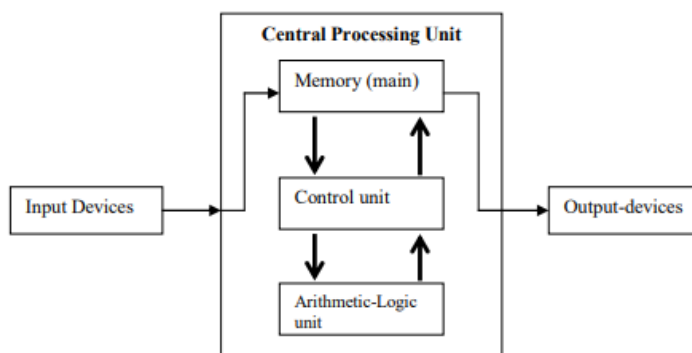 Central Processing Unit
Memory (main)
Input Devices
Control unit
Output-devices
Arithmetic-Logic
unit